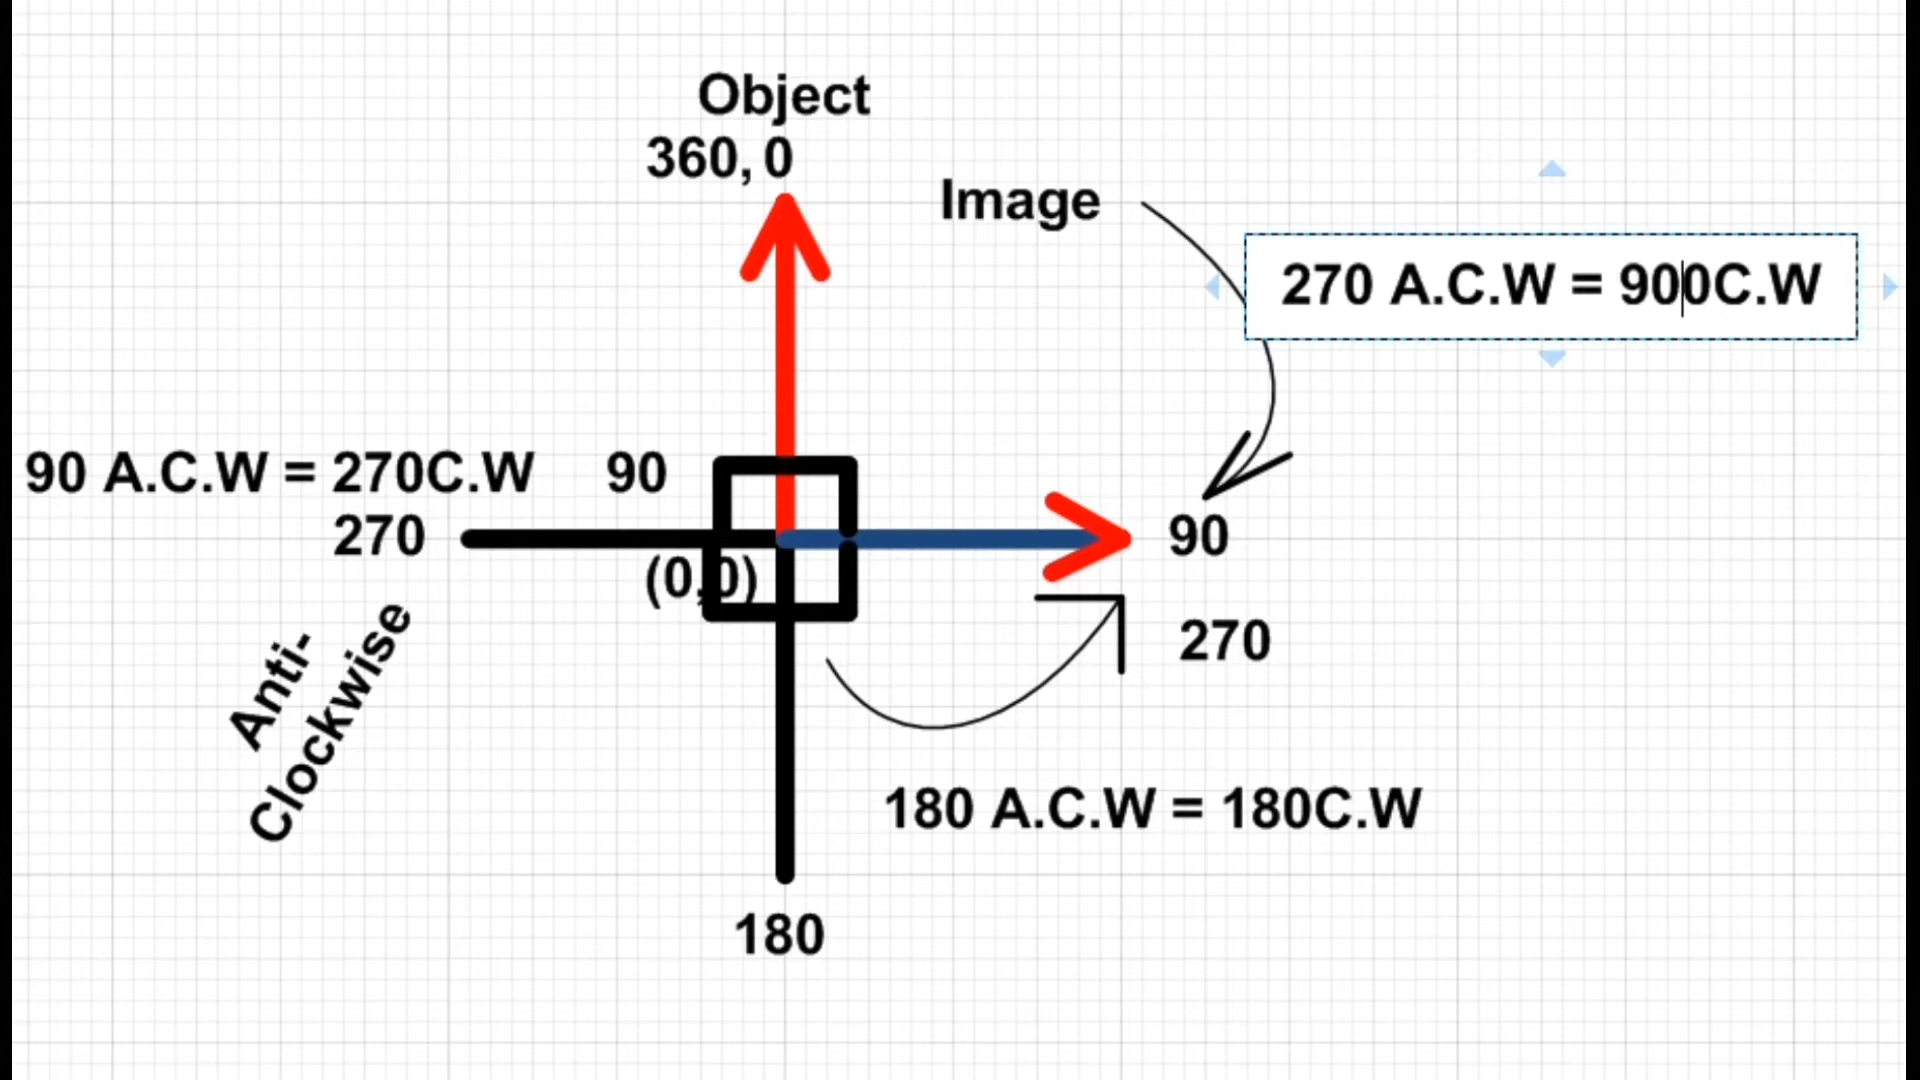 Object
360, 0
Image
270 A.C.W = 900C.W
90 A.C.W = 270C.W
90
270
90
(0,0)
270
Anti-
Clockwise
180 A.C.W = 180C.W
180